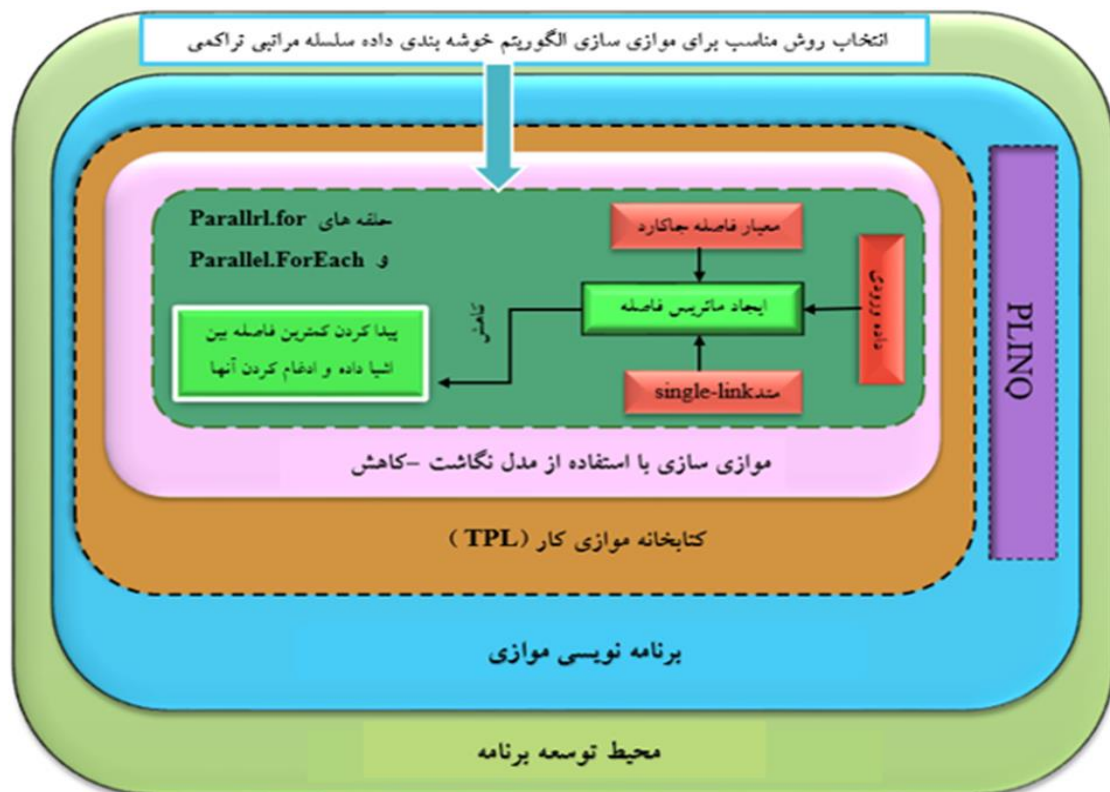 انتخاب روش مناسب برای موازی سازی الگوریتم خوشه بندی داده سلسله مراتبی تراکمی
حلقه های Parallrl.for
و Parallel.ForEach
معیار فاصله جاکارد
داده ورودی
ایجاد ماتریس فاصله
کاهش
پیدا کردن کمترین فاصله بین
اشیا داده و ادغام کردن آنها
متدsingle-link
PLINQ
موازی سازی با استفاده از مدل نگاشت –کاهش
کتابخانه موازی کار (TPL )
برنامه نویسی موازی
محیط توسعه برنامه